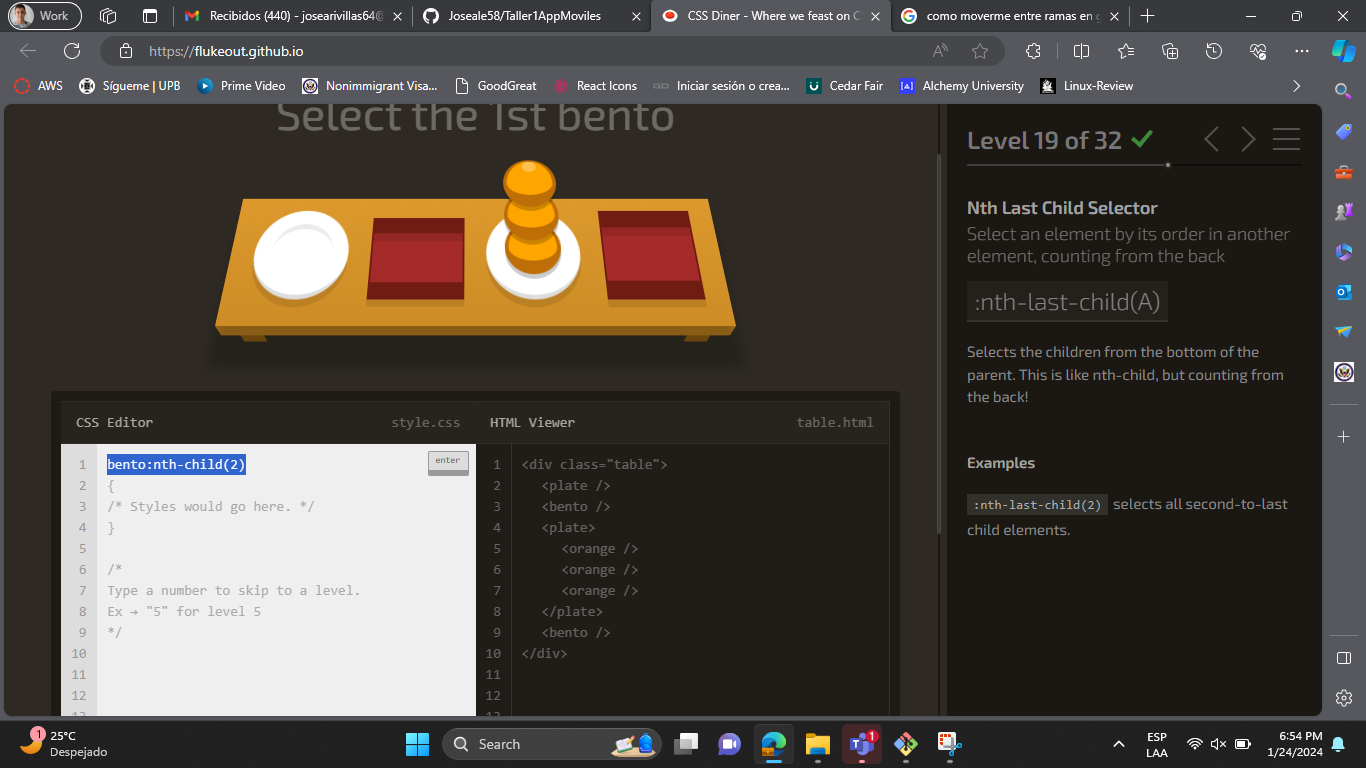 Work
Recibidos (440) - josearivillas64@
Joseale58/Taller1AppMoviles
CSS Diner - Where we feast on C
como moverme entre ramas en g
https://flukeout.github.io
AWS
Sígueme | UPB
Prime Video
Nonimmigrant Visa...
GoodGreat
React Icons
Iniciar sesión o crea...
Cedar Fair
Alchemy University
Linux-Review
Select the 1st bento
Level 19 of 32
Nth Last Child Selector
Select an element by its order in another
element, counting from the back
:nth-last-child(A)
Selects the children from the bottom of the
parent. This is like nth-child, but counting from
the back!
Examples
:nth-last-child(2) selects all second-to-last
child elements.
CSS Editor
style.css
1 bento:nth-child(2)
enter
2 {
3 /* Styles would go here. */
4 }
5
6 /*
7 Type a number to skip to a level.
8 Ex → "5" for level 5
9 */
10
11
12
HTML Viewer
table.html
1 <div class="table">
2 <plate />
3 <bento />
4 <plate>
5 <orange />
6 <orange />
7 <orange />
8 </plate>
9 <bento />
10 </div>
11
12
1
25°C
Despejado
Search
1
ESP
LAA
6:54 PM
1/24/2024